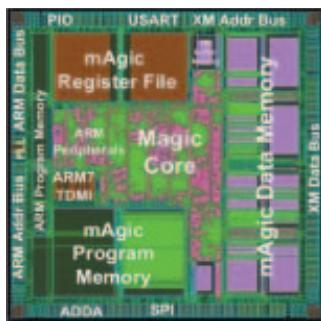 PIO
USART
XM Addr Bus
mAgic
Register File
ARM Data Bus
PLL
ARM Addr Bus
ARM Program Memory
ARM
Peripherals
Magic
Core
ARM7
TDMI
mAgic
Program
Memory
mAgic Data Memory
XM Data Bus
ADDA
SPI